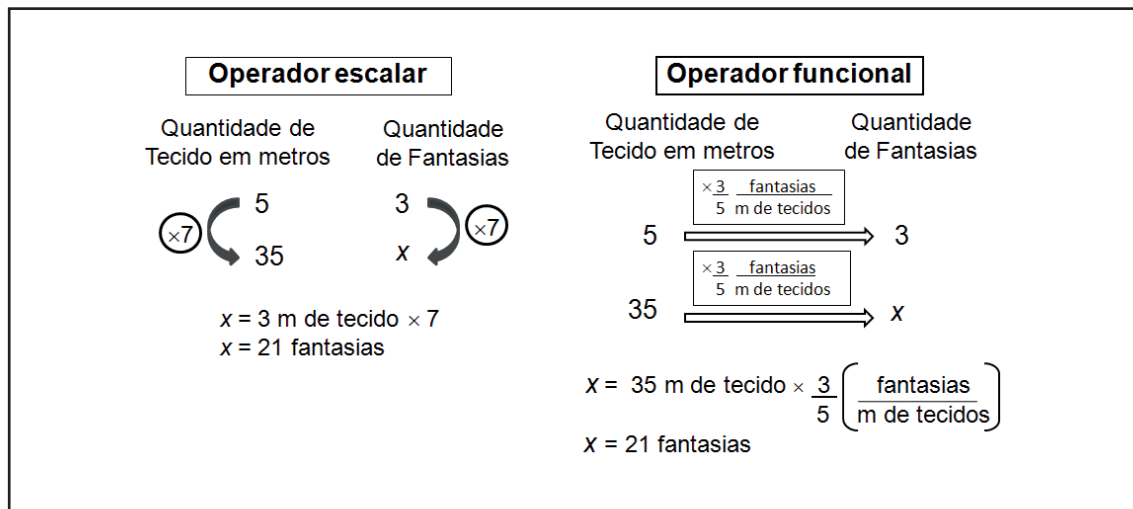 Operador escalar
Quantidade de
Tecido em metros
Quantidade
de Fantasias
×7
5
3
×7
35
x
x = 3 m de tecido × 7
x = 21 fantasias
Operador funcional
Quantidade de
Tecido em metros
Quantidade
de Fantasias
×3 fantasias
5 m de tecidos
5
3
×3 fantasias
5 m de tecidos
35
x
x = 35 m de tecido × 3 fantasias
5 m de tecidos
x = 21 fantasias